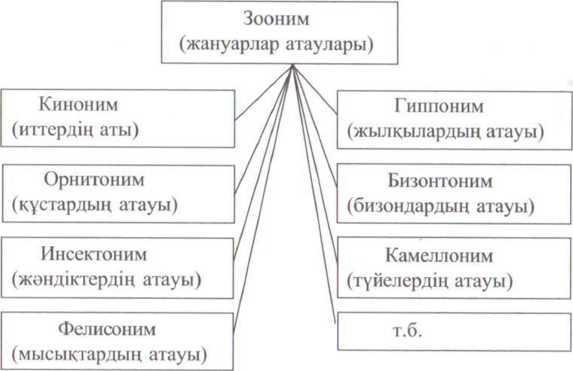 Зооним
(жануарлар атаулары)
Киноним
(иттердің аты)
Гиппоним
(жылқылардың атауы)
Орнитоним
(құстардың атауы)
Бизонтоним
(бизондардың атауы)
Инсектоним
(жәндіктердің атауы)
Камеллоним
(түйелердің атауы)
Фелисоним
(мысықтардың атауы)
т.б.